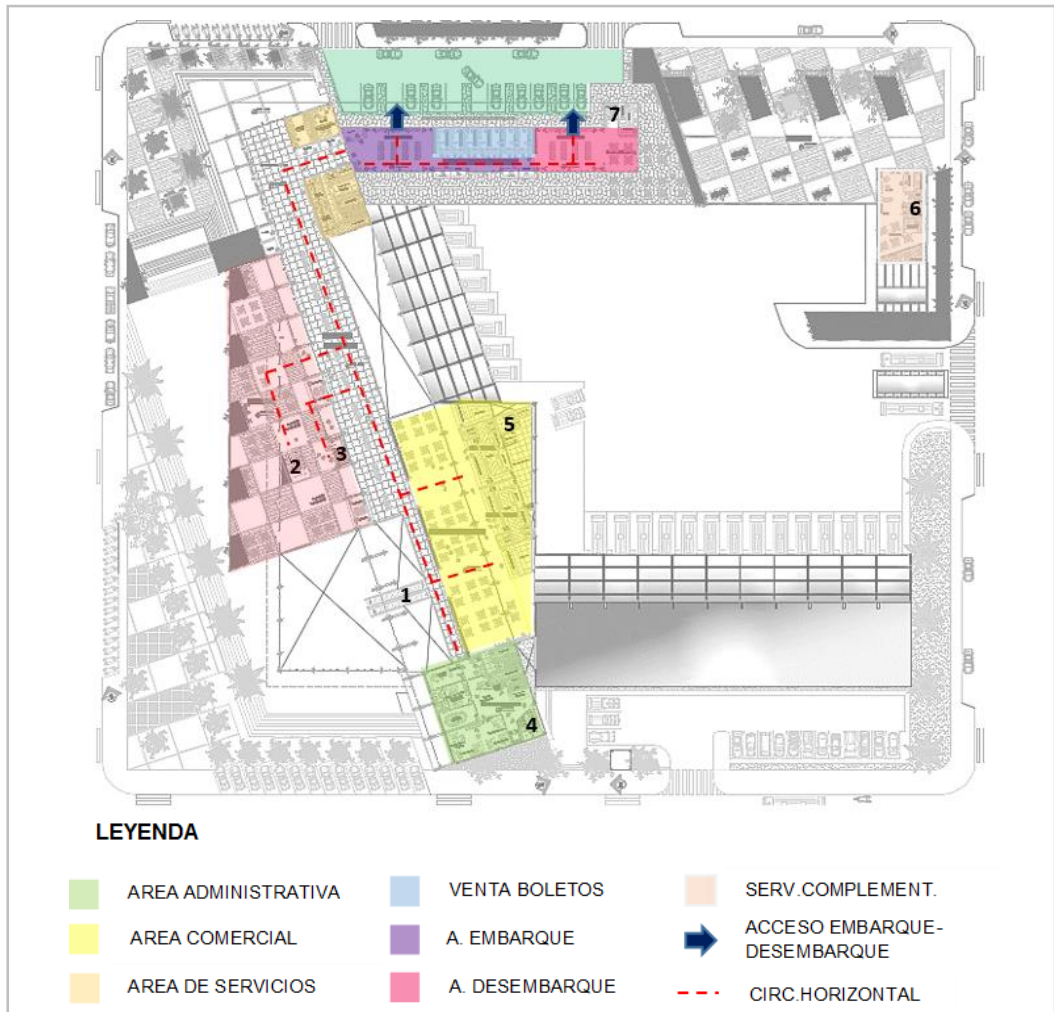 7
6
5
3
2
1
4
LEYENDA
AREA ADMINISTRATIVA
VENTA BOLETOS
SERV.COMPLEMENT.
AREA COMERCIAL
A. EMBARQUE
ACCESO EMBARQUE-
DESEMBARQUE
AREA DE SERVICIOS
A. DESEMBARQUE
CIRC.HORIZONTAL